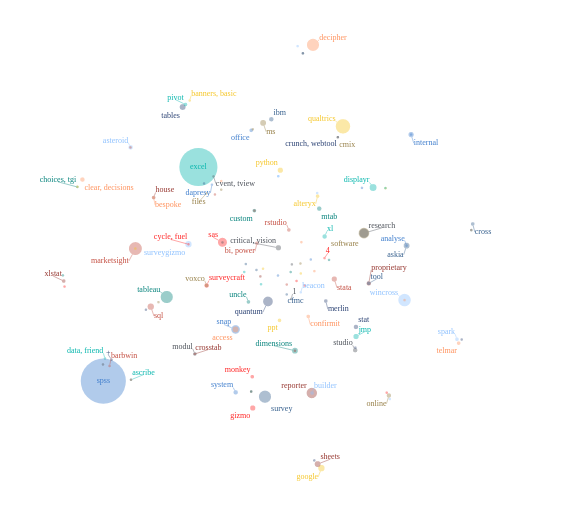 decipher
banners, basic
pivot
tables
ibm
ms
office
qualtrics
crunch, webtool
cmix
internal
asteroid
excel
python
choices, tgi
clear, decisions
house
bespoke
cvent, tview
dapresy
files
displayr
alteryx
mtab
custom
rstudio
xl
research
software
cross
cycle, fuel
sas
surveygizmo
critical, vision
bi, power
analyse
askia
marketsight
4
proprietary
tool
xlstat
voxco
surveycraft
beacon
stata
wincross
tableau
uncle
1
cfmc
merlin
sql
quantum
snap
ppt
confirmit
stat
jmp
spark
access
data, friend
barbwin
modul
crosstab
dimensions
studio
telmar
spss
ascribe
monkey
system
reporter
builder
online
gizmo
survey
sheets
google